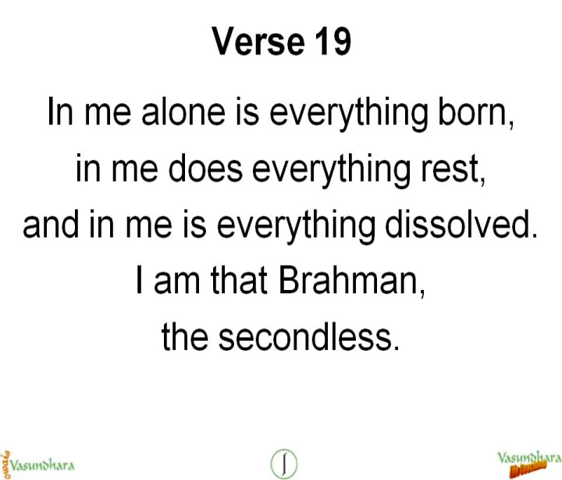 Verse 19
In me alone is everything born,
in me does everything rest,
and in me is everything dissolved.
I am that Brahman,
the secondless.
Vasundhara
Vasundhara